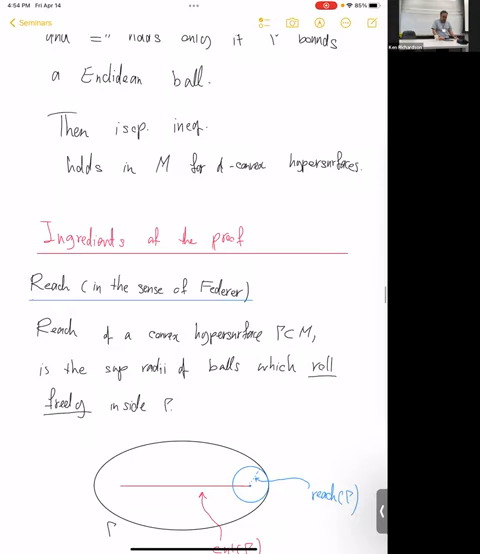 4:54 PM Fri Apr 14
85%
Seminars
Ken Richardson
" holds only if Γ bounds
a Euclidean ball.
Then isop. ineq.
holds in M for d-convex hypersurfaces.
Ingredients of the proof
Reach (in the sense of Federer)
Reach of a convex hypersurface Γ⊂M,
is the sup radii of balls which roll
freely inside Γ.
reach(Γ)
Γ
cut(Γ)